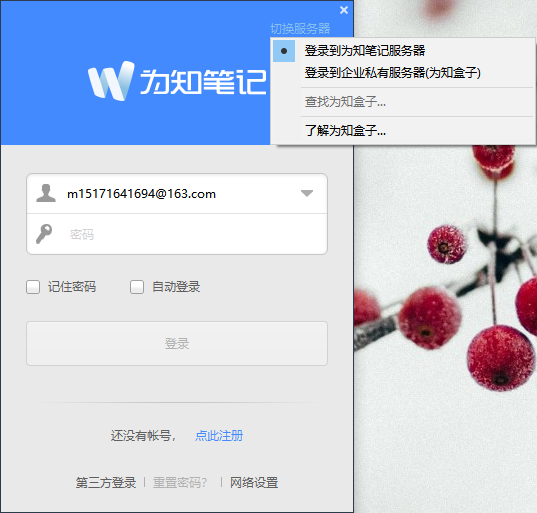 切换服务器
登录到为知笔记服务器
登录到企业私有服务器(为知盒子)
查找为知盒子...
了解为知盒子...
为知笔记
m15171641694@163.com
密码
记住密码 自动登录
登录
还没有帐号， 点此注册
第三方登录 重置密码? 网络设置